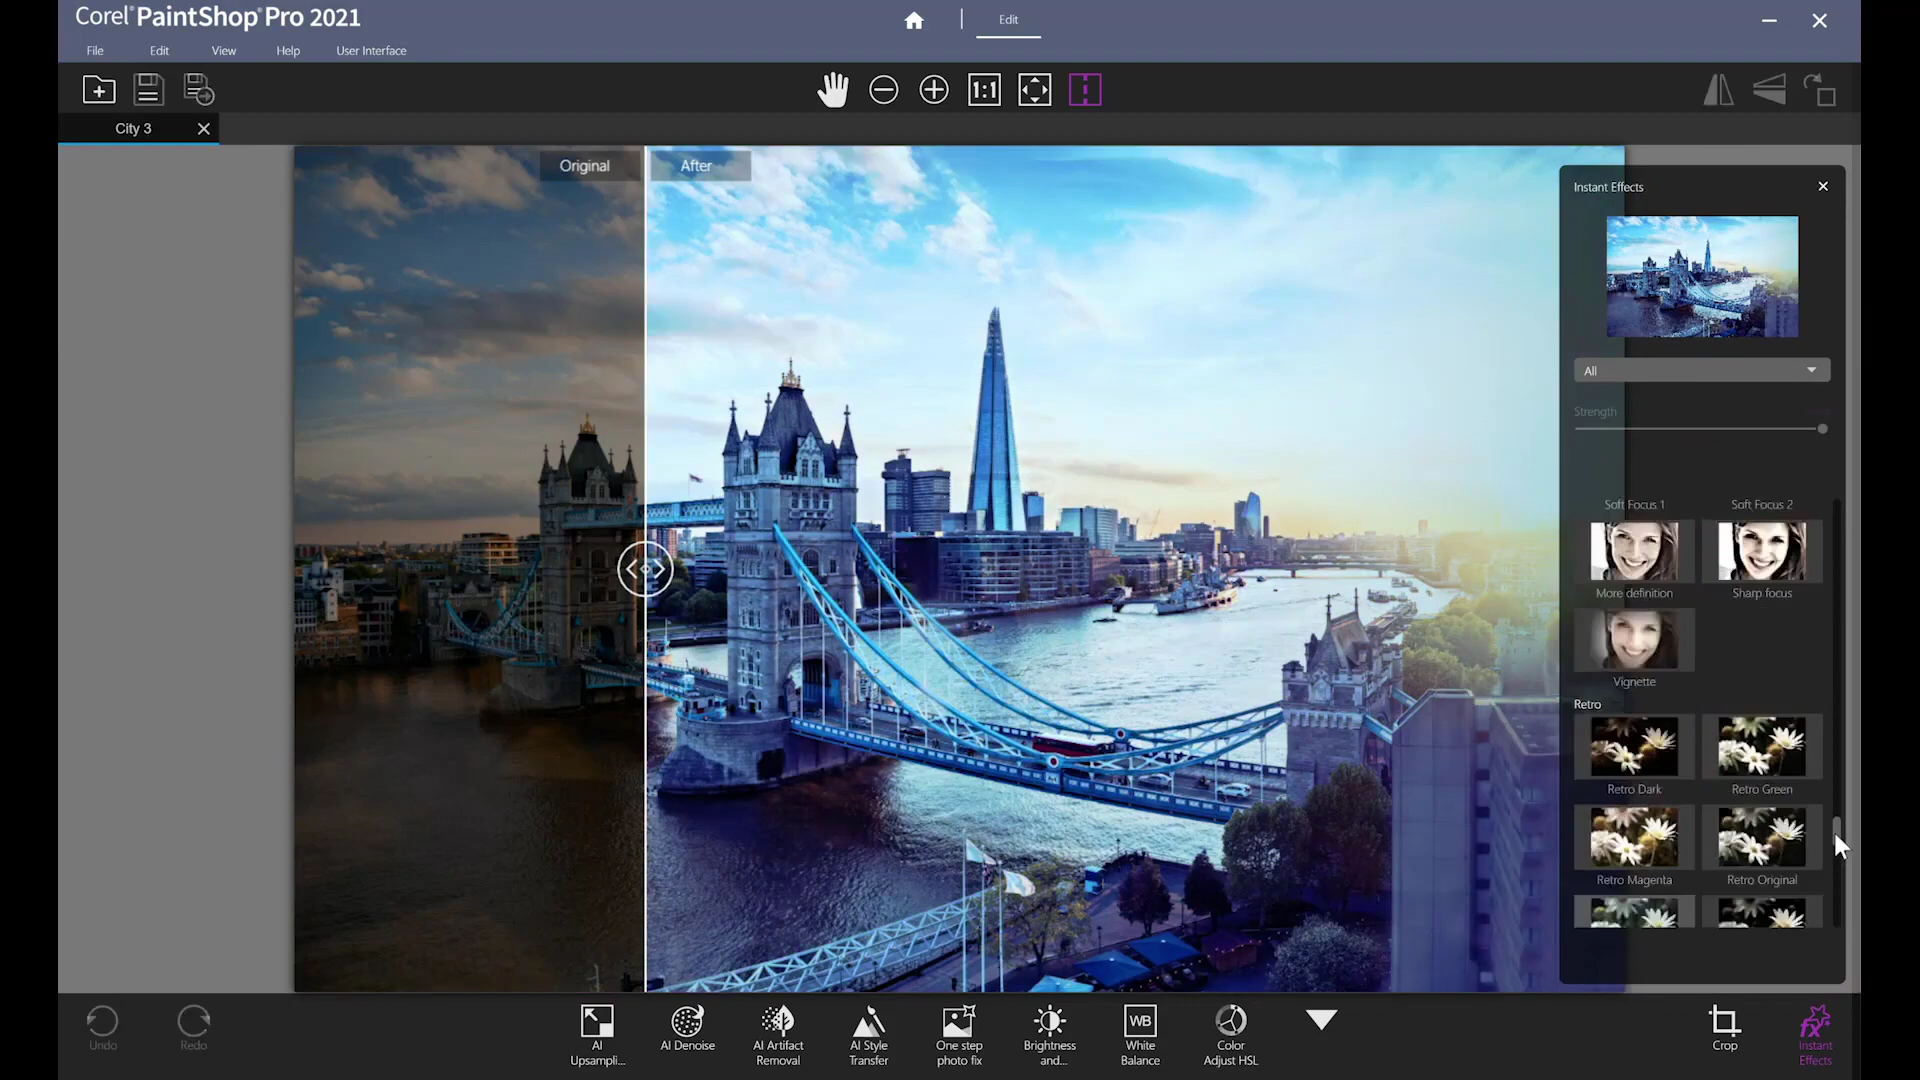 Corel® PaintShop® Pro 2021
Edit
File
Edit
View
Help
User Interface
1:1
City 3
Original
After
Instant Effects
All
Strength
Soft Focus 1
Soft Focus 2
More definition
Sharp focus
Vignette
Retro
Retro Dark
Retro Green
Retro Magenta
Retro Original
Undo
Redo
AI
Upsampli...
AI Denoise
AI Artifact
Removal
AI Style
Transfer
One step
photo fix
Brightness
and...
WB
White
Balance
Color
Adjust HSL
Crop
fx
Instant
Effects